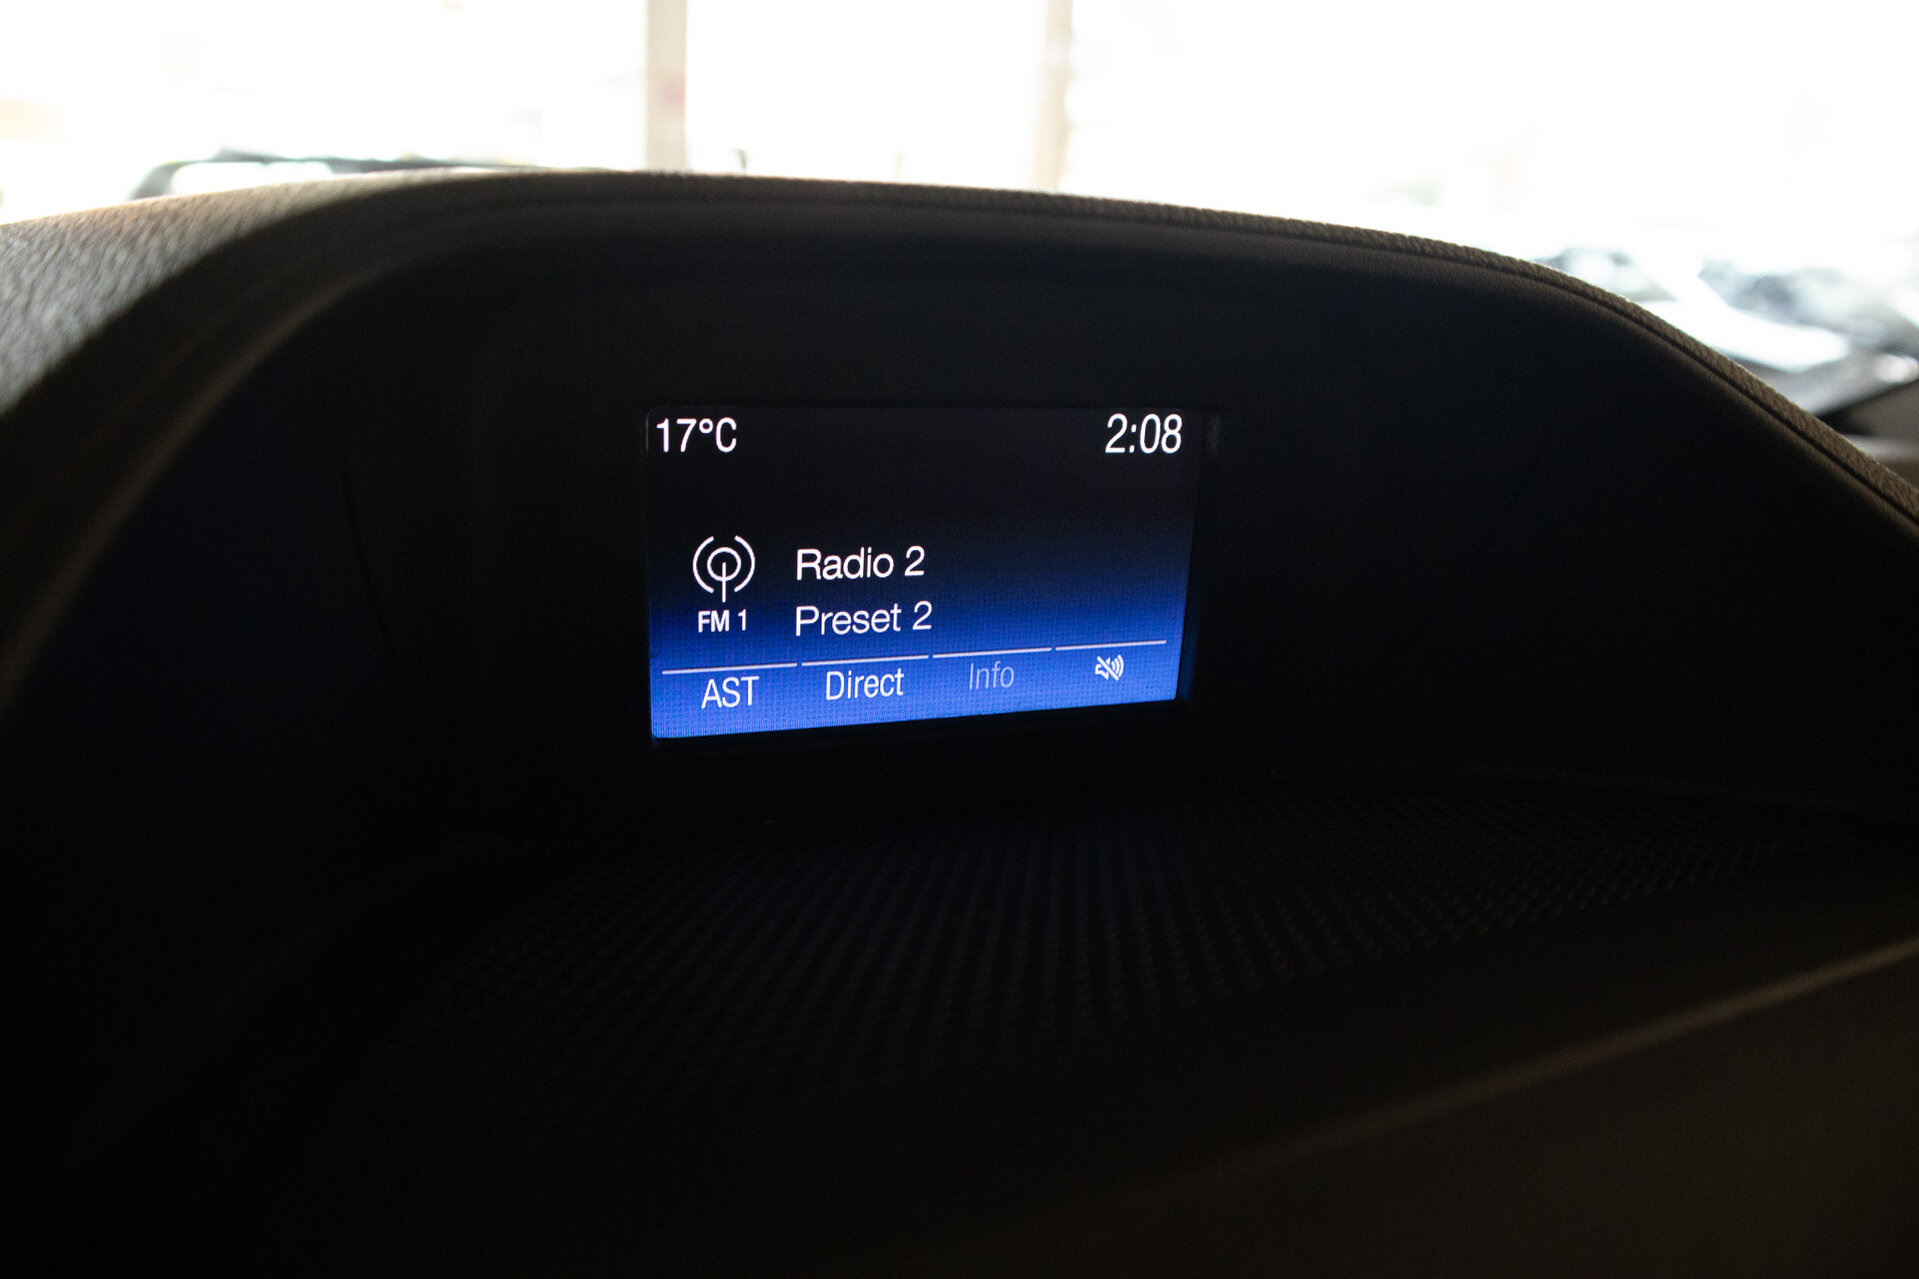 17°C 2:08
Radio 2
FM 1 Preset 2
AST Direct Info